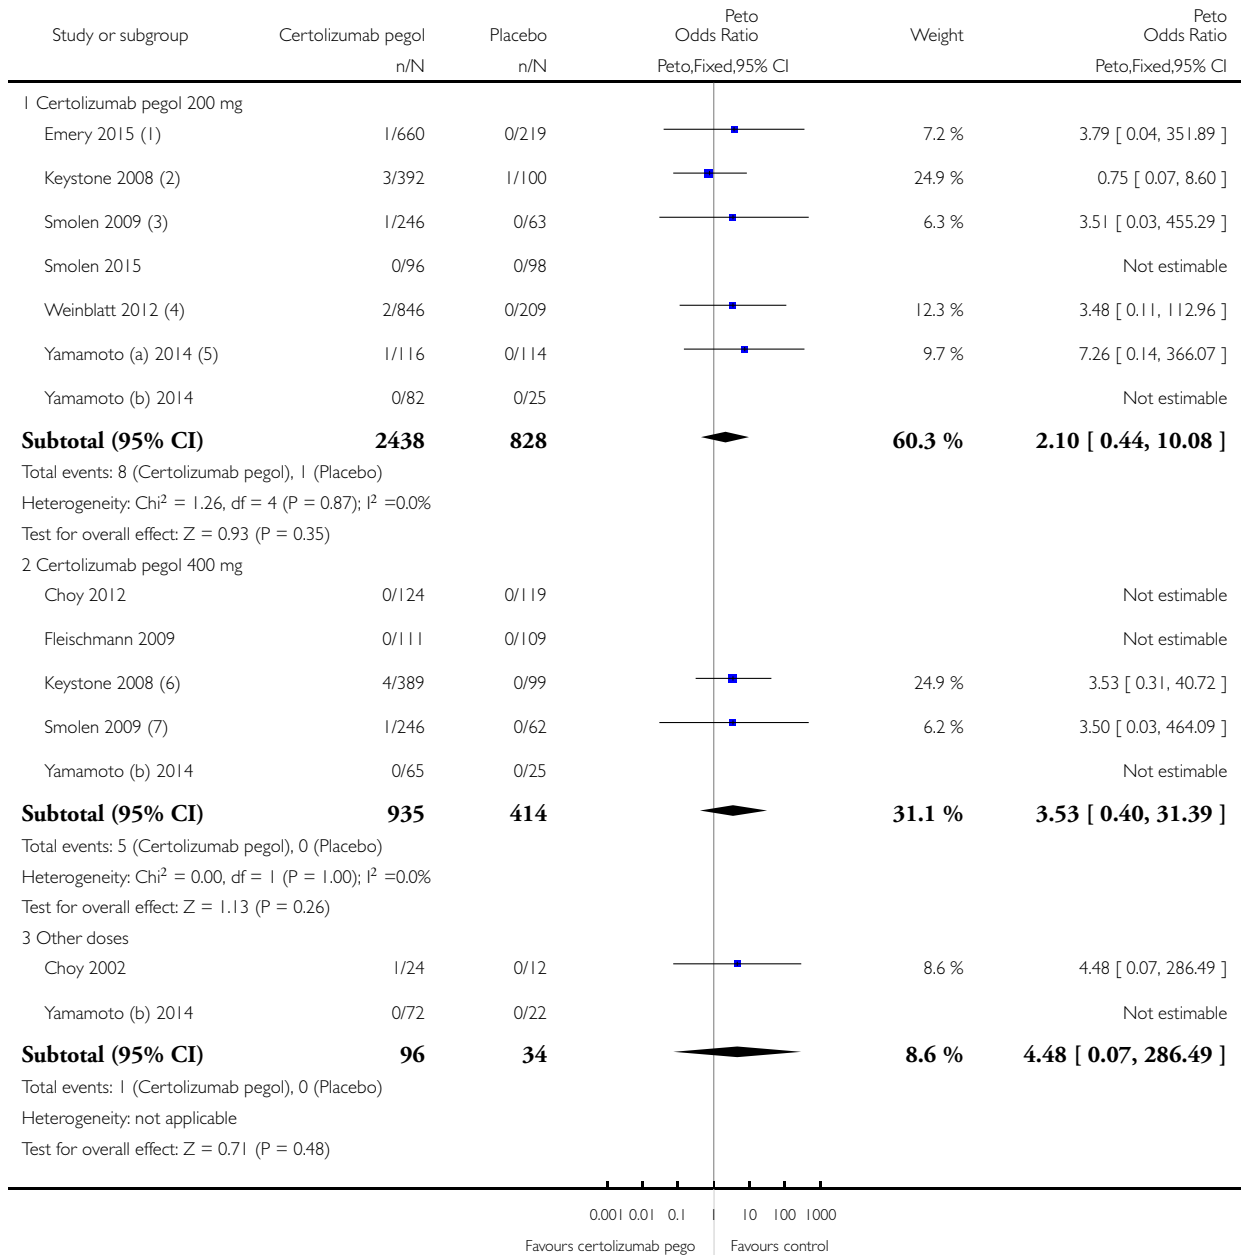 Peto Peto
Study or subgroup Certolizumab pegol Placebo Odds Ratio Weight Odds Ratio
n/N n/N Peto,Fixed,95% CI Peto,Fixed,95% CI
1 Certolizumab pegol 200 mg
Emery 2015 (1) 1/660 0/219 7.2 % 3.79 [ 0.04, 351.89 ]
Keystone 2008 (2) 3/392 1/100 24.9 % 0.75 [ 0.07, 8.60 ]
Smolen 2009 (3) 1/246 0/63 6.3 % 3.51 [ 0.03, 455.29 ]
Smolen 2015 0/96 0/98 Not estimable
Weinblatt 2012 (4) 2/846 0/209 12.3 % 3.48 [ 0.11, 112.96 ]
Yamamoto (a) 2014 (5) 1/116 0/114 9.7 % 7.26 [ 0.14, 366.07 ]
Yamamoto (b) 2014 0/82 0/25 Not estimable
Subtotal (95% CI) 2438 828 60.3 % 2.10 [ 0.44, 10.08 ]
Total events: 8 (Certolizumab pegol), 1 (Placebo)
Heterogeneity: Chi² = 1.26, df = 4 (P = 0.87); I² =0.0%
Test for overall effect: Z = 0.93 (P = 0.35)
2 Certolizumab pegol 400 mg
Choy 2012 0/124 0/119 Not estimable
Fleischmann 2009 0/111 0/109 Not estimable
Keystone 2008 (6) 4/389 0/99 24.9 % 3.53 [ 0.31, 40.72 ]
Smolen 2009 (7) 1/246 0/62 6.2 % 3.50 [ 0.03, 464.09 ]
Yamamoto (b) 2014 0/65 0/25 Not estimable
Subtotal (95% CI) 935 414 31.1 % 3.53 [ 0.40, 31.39 ]
Total events: 5 (Certolizumab pegol), 0 (Placebo)
Heterogeneity: Chi² = 0.00, df = 1 (P = 1.00); I² =0.0%
Test for overall effect: Z = 1.13 (P = 0.26)
3 Other doses
Choy 2002 1/24 0/12 8.6 % 4.48 [ 0.07, 286.49 ]
Yamamoto (b) 2014 0/72 0/22 Not estimable
Subtotal (95% CI) 96 34 8.6 % 4.48 [ 0.07, 286.49 ]
Total events: 1 (Certolizumab pegol), 0 (Placebo)
Heterogeneity: not applicable
Test for overall effect: Z = 0.71 (P = 0.48)
0.001 0.01 0.1 1 10 100 1000
Favours certolizumab pego Favours control